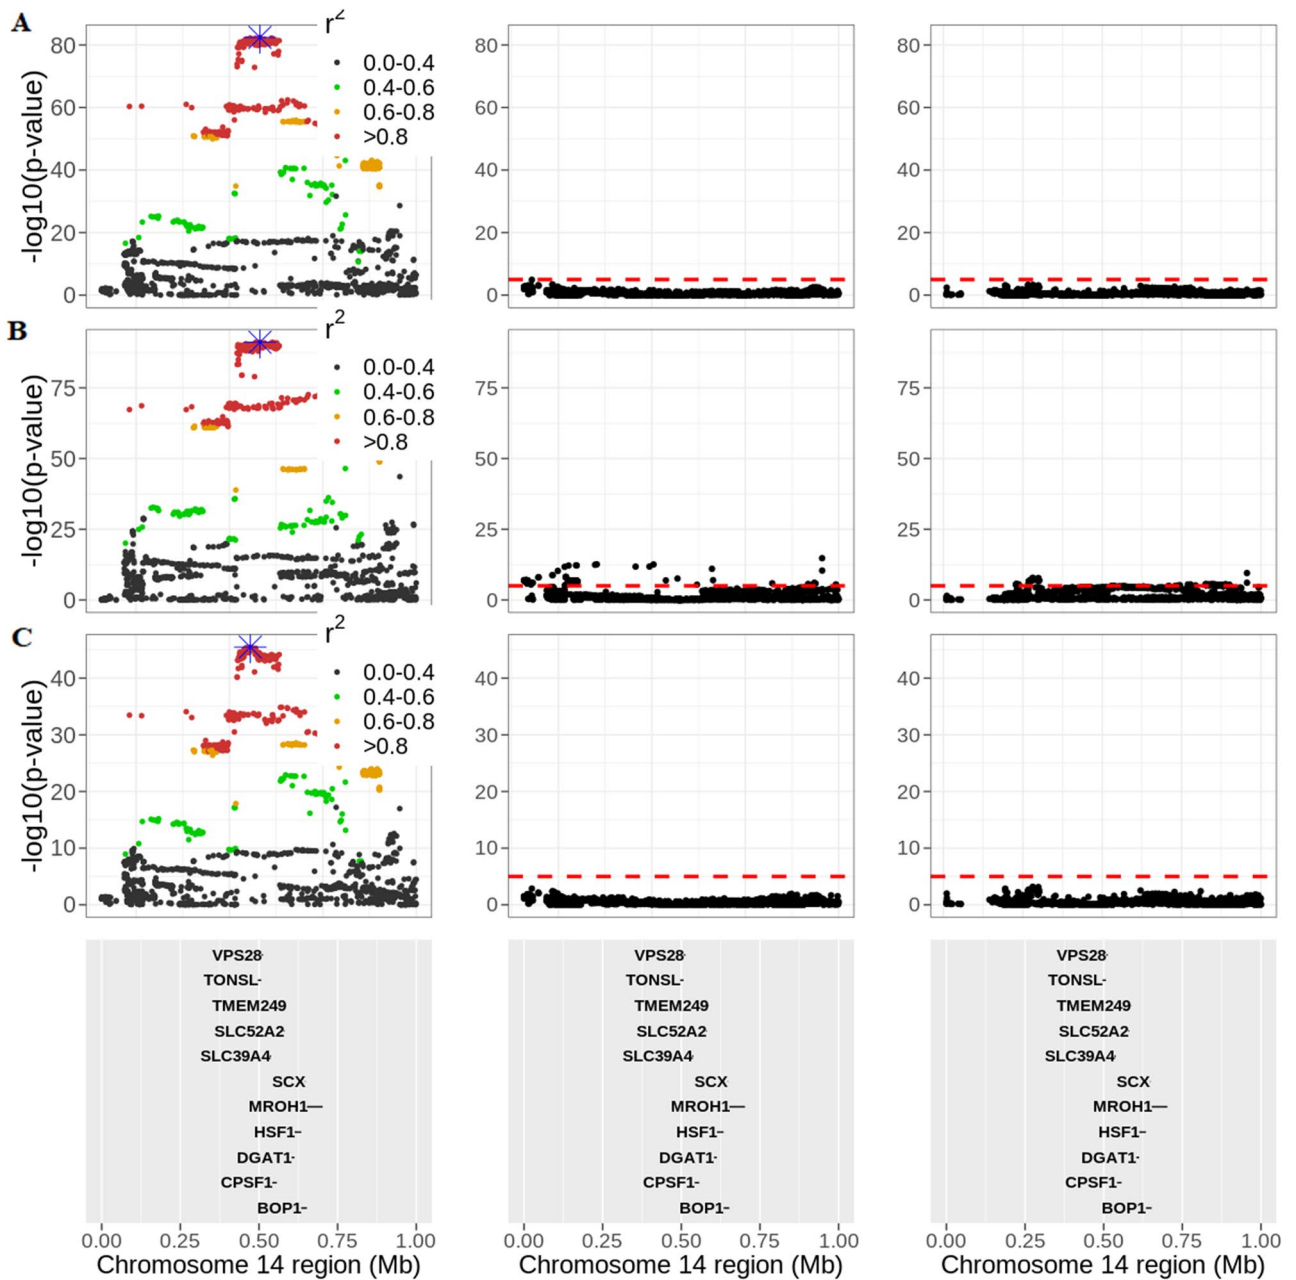 A
r2
80
60
40
20
0
-log10(p-value)
0.0-0.4
0.4-0.6
0.6-0.8
>0.8
80
60
40
20
0
80
60
40
20
0
B
r2
75
50
25
0
-log10(p-value)
0.0-0.4
0.4-0.6
0.6-0.8
>0.8
75
50
25
0
75
50
25
0
C
r2
40
30
20
10
0
-log10(p-value)
0.0-0.4
0.4-0.6
0.6-0.8
>0.8
40
30
20
10
0
40
30
20
10
0
VPS28
TONSL
TMEM249
SLC52A2
SLC39A4
SCX
MROH1
HSF1
DGAT1
CPSF1
BOP1
0.00 0.25 0.50 0.75 1.00
Chromosome 14 region (Mb)
VPS28
TONSL
TMEM249
SLC52A2
SLC39A4
SCX
MROH1
HSF1
DGAT1
CPSF1
BOP1
0.00 0.25 0.50 0.75 1.00
Chromosome 14 region (Mb)
VPS28
TONSL
TMEM249
SLC52A2
SLC39A4
SCX
MROH1
HSF1
DGAT1
CPSF1
BOP1
0.00 0.25 0.50 0.75 1.00
Chromosome 14 region (Mb)